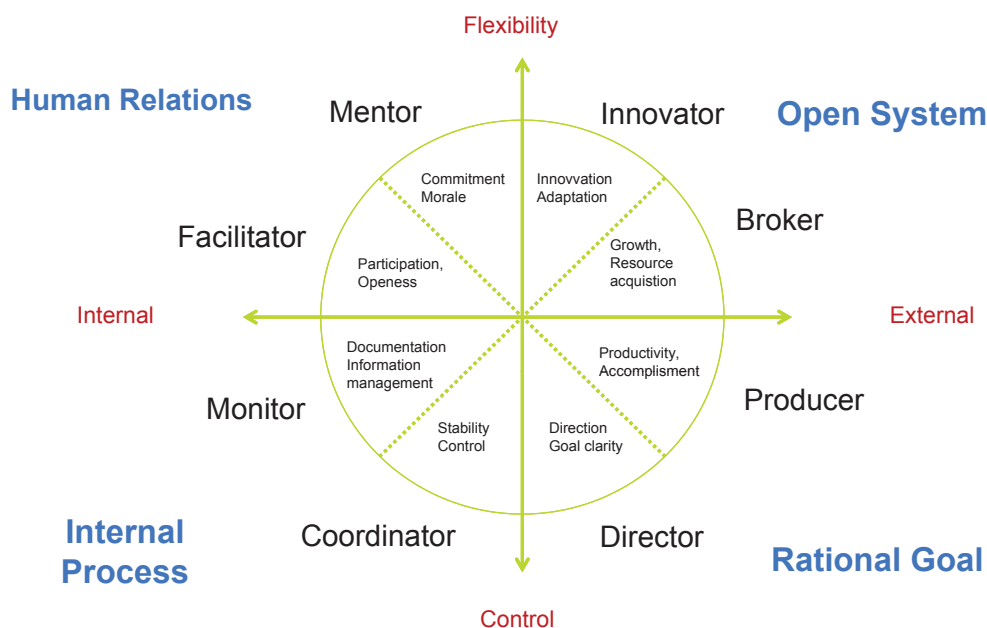 Flexibility
Human Relations
Mentor
Innovator
Open System
Commitment
Morale
Innovvation
Adaptation
Facilitator
Broker
Participation,
Openess
Growth,
Resource
acquistion
Internal
External
Documentation
Information
management
Productivity,
Accomplisment
Monitor
Producer
Stability
Control
Direction
Goal clarity
Coordinator
Director
Internal
Process
Rational Goal
Control